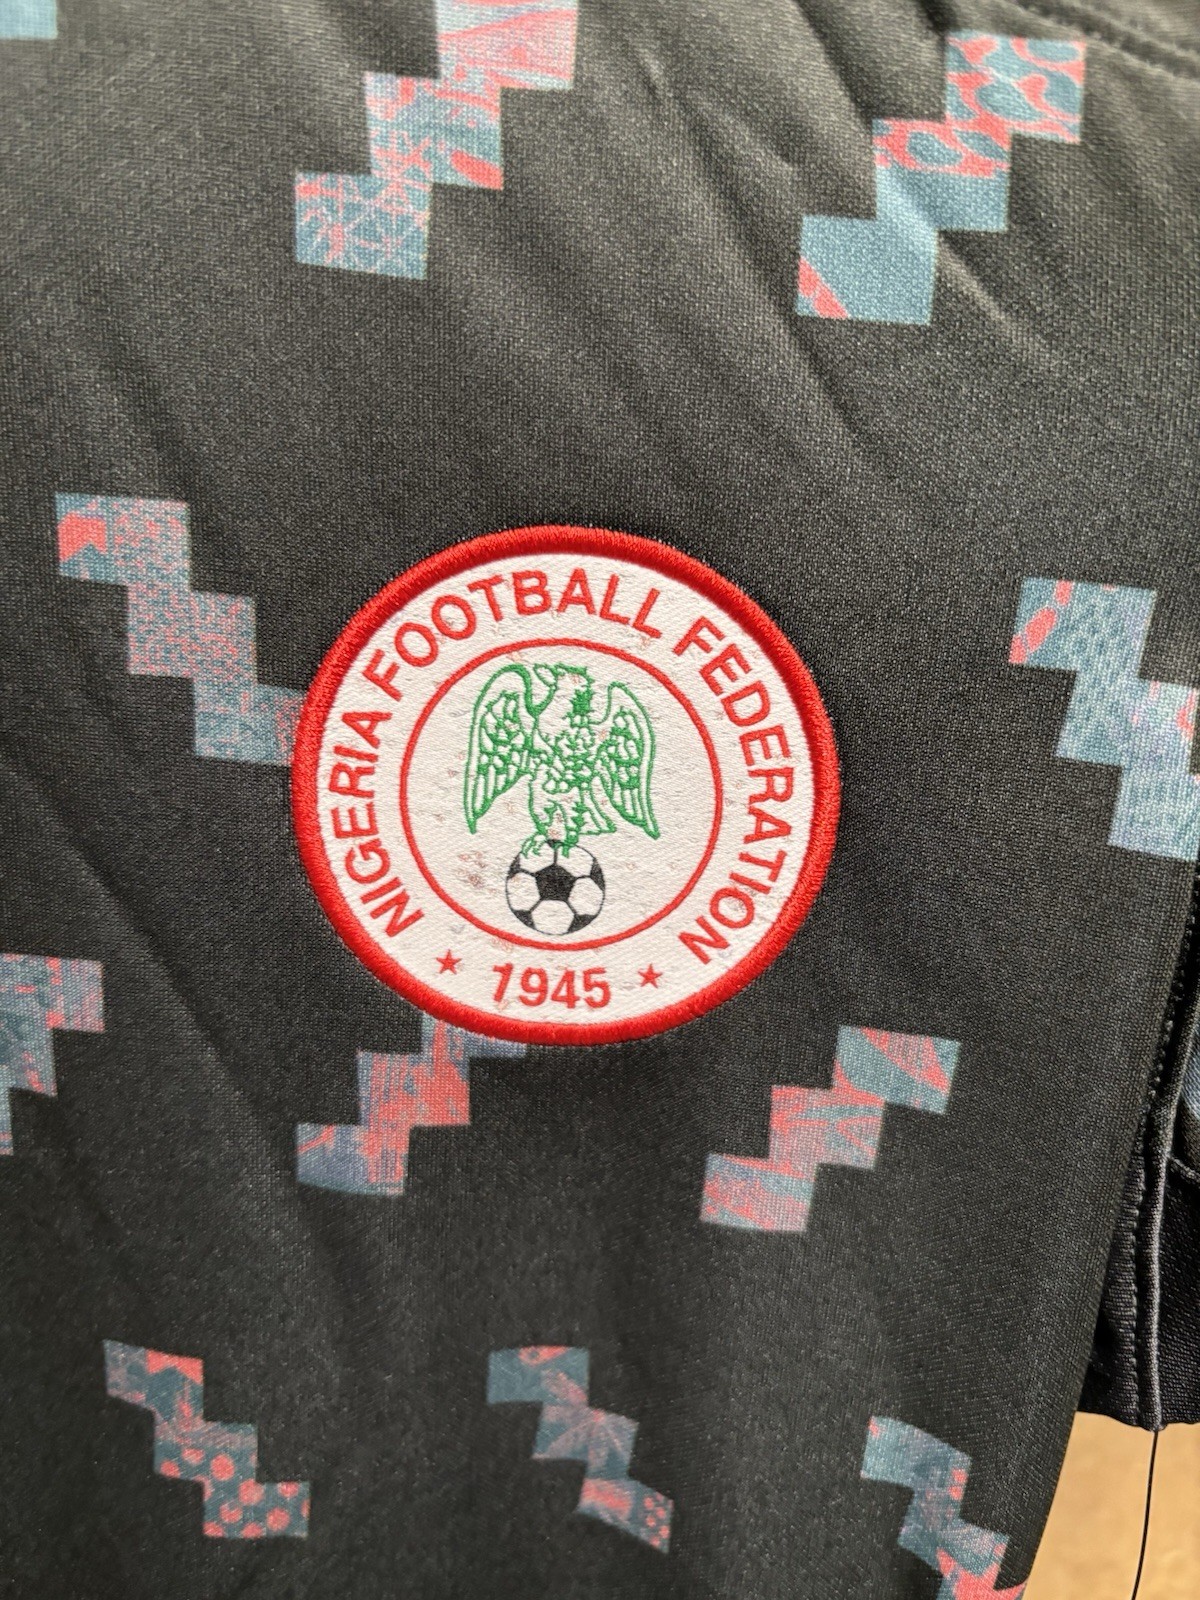 NIGERIA FOOTBALL FEDERATION
★ 1945 ★